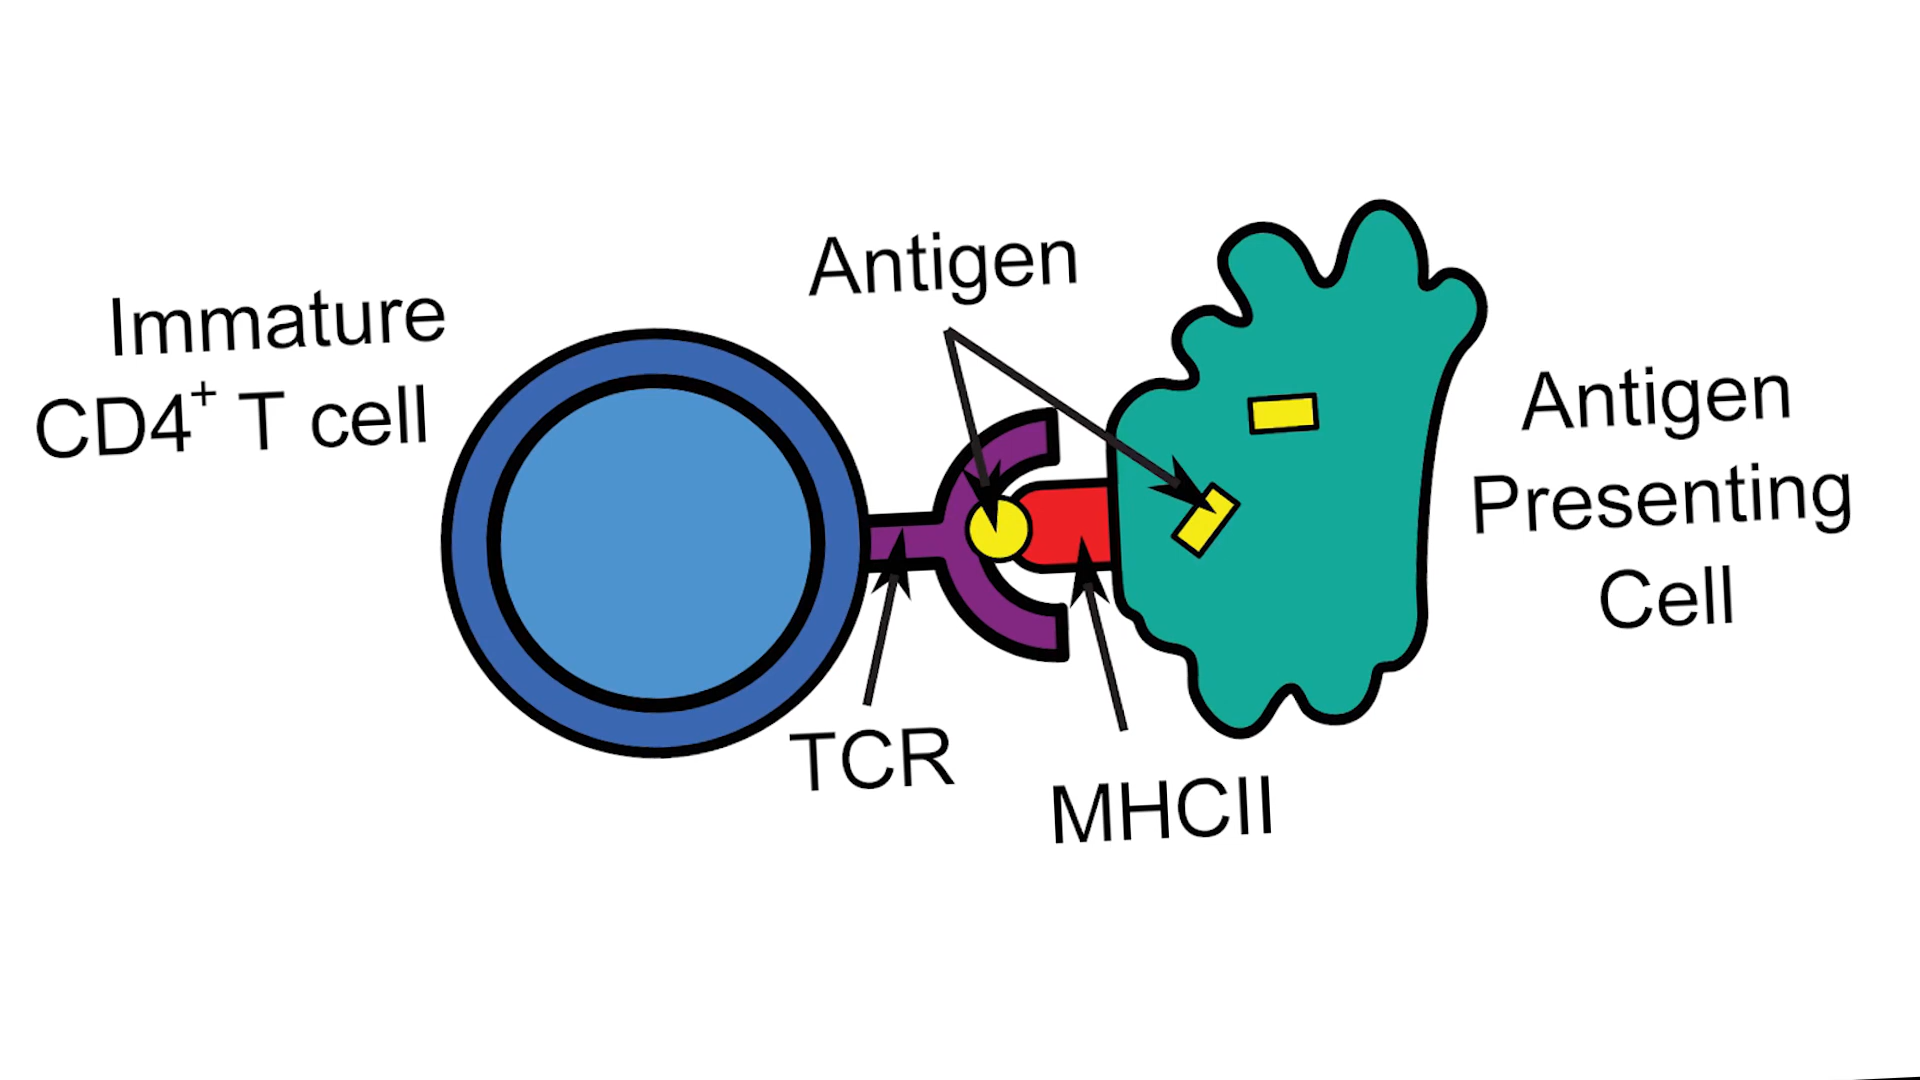 Antigen
Immature
CD4⁺ T cell
Antigen
Presenting
Cell
TCR
MHCII